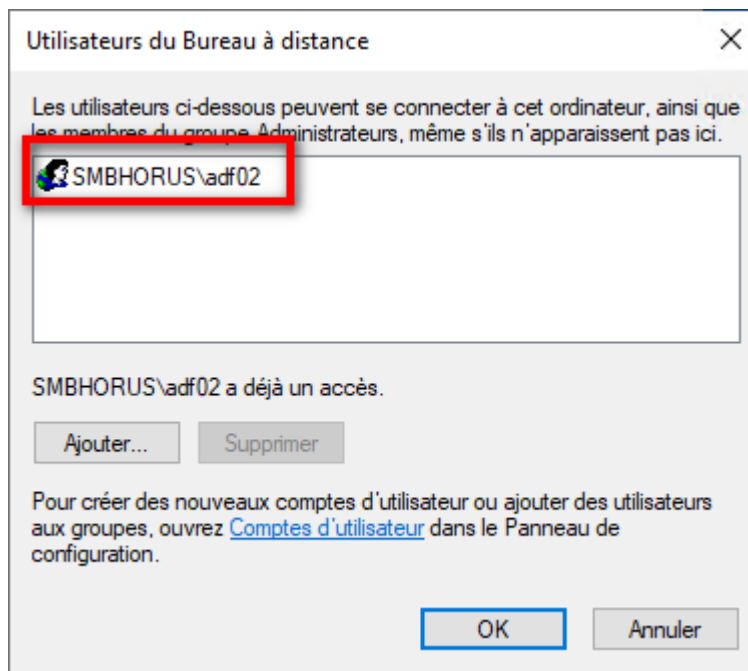 Utilisateurs du Bureau à distance
Les utilisateurs ci-dessous peuvent se connecter à cet ordinateur, ainsi que
les membres du groupe Administrateurs, même s'ils n'apparaissent pas ici.
SMBHORUS\adf02
SMBHORUS\adf02 a déjà un accès.
Ajouter... Supprimer
Pour créer des nouveaux comptes d'utilisateur ou ajouter des utilisateurs
aux groupes, ouvrez Comptes d'utilisateur dans le Panneau de
configuration.
OK Annuler